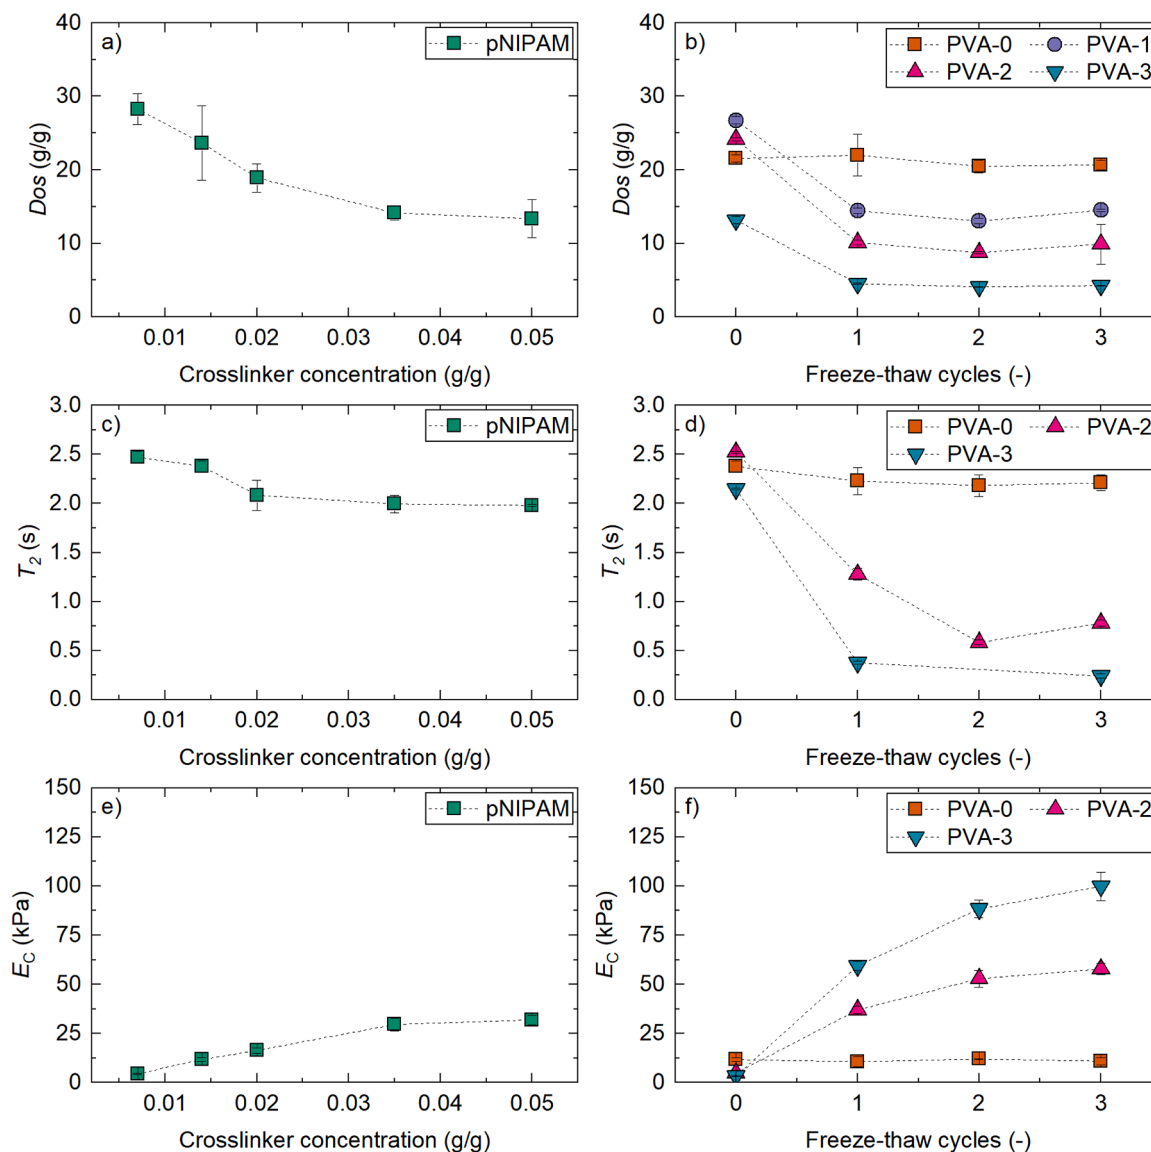 a)
pNIPAM
40
30
20
10
0
Dos (g/g)
0.01 0.02 0.03 0.04 0.05
Crosslinker concentration (g/g)
b)
PVA-0 PVA-1
PVA-2 PVA-3
40
30
20
10
0
Dos (g/g)
0 1 2 3
Freeze-thaw cycles (-)
c)
pNIPAM
3.0
2.5
2.0
1.5
1.0
0.5
0.0
T2 (s)
0.01 0.02 0.03 0.04 0.05
Crosslinker concentration (g/g)
d)
PVA-0 PVA-2
PVA-3
3.0
2.5
2.0
1.5
1.0
0.5
0.0
T2 (s)
0 1 2 3
Freeze-thaw cycles (-)
e)
pNIPAM
150
125
100
75
50
25
0
EC (kPa)
0.01 0.02 0.03 0.04 0.05
Crosslinker concentration (g/g)
f)
PVA-0 PVA-2
PVA-3
150
125
100
75
50
25
0
EC (kPa)
0 1 2 3
Freeze-thaw cycles (-)